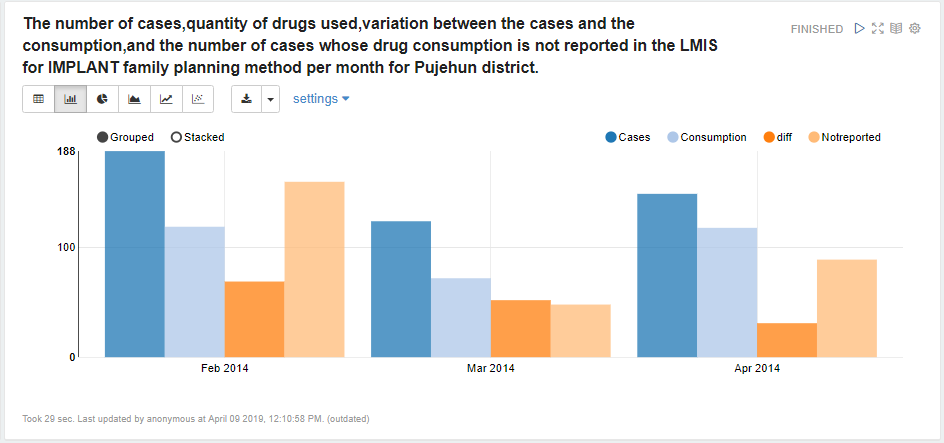 The number of cases,quantity of drugs used,variation between the cases and the
consumption,and the number of cases whose drug consumption is not reported in the LMIS
for IMPLANT family planning method per month for Pujehun district.
FINISHED
settings
Grouped Stacked Cases Consumption diff Notreported
188
100
0
Feb 2014 Mar 2014 Apr 2014
Took 29 sec. Last updated by anonymous at April 09 2019, 12:10:58 PM. (outdated)